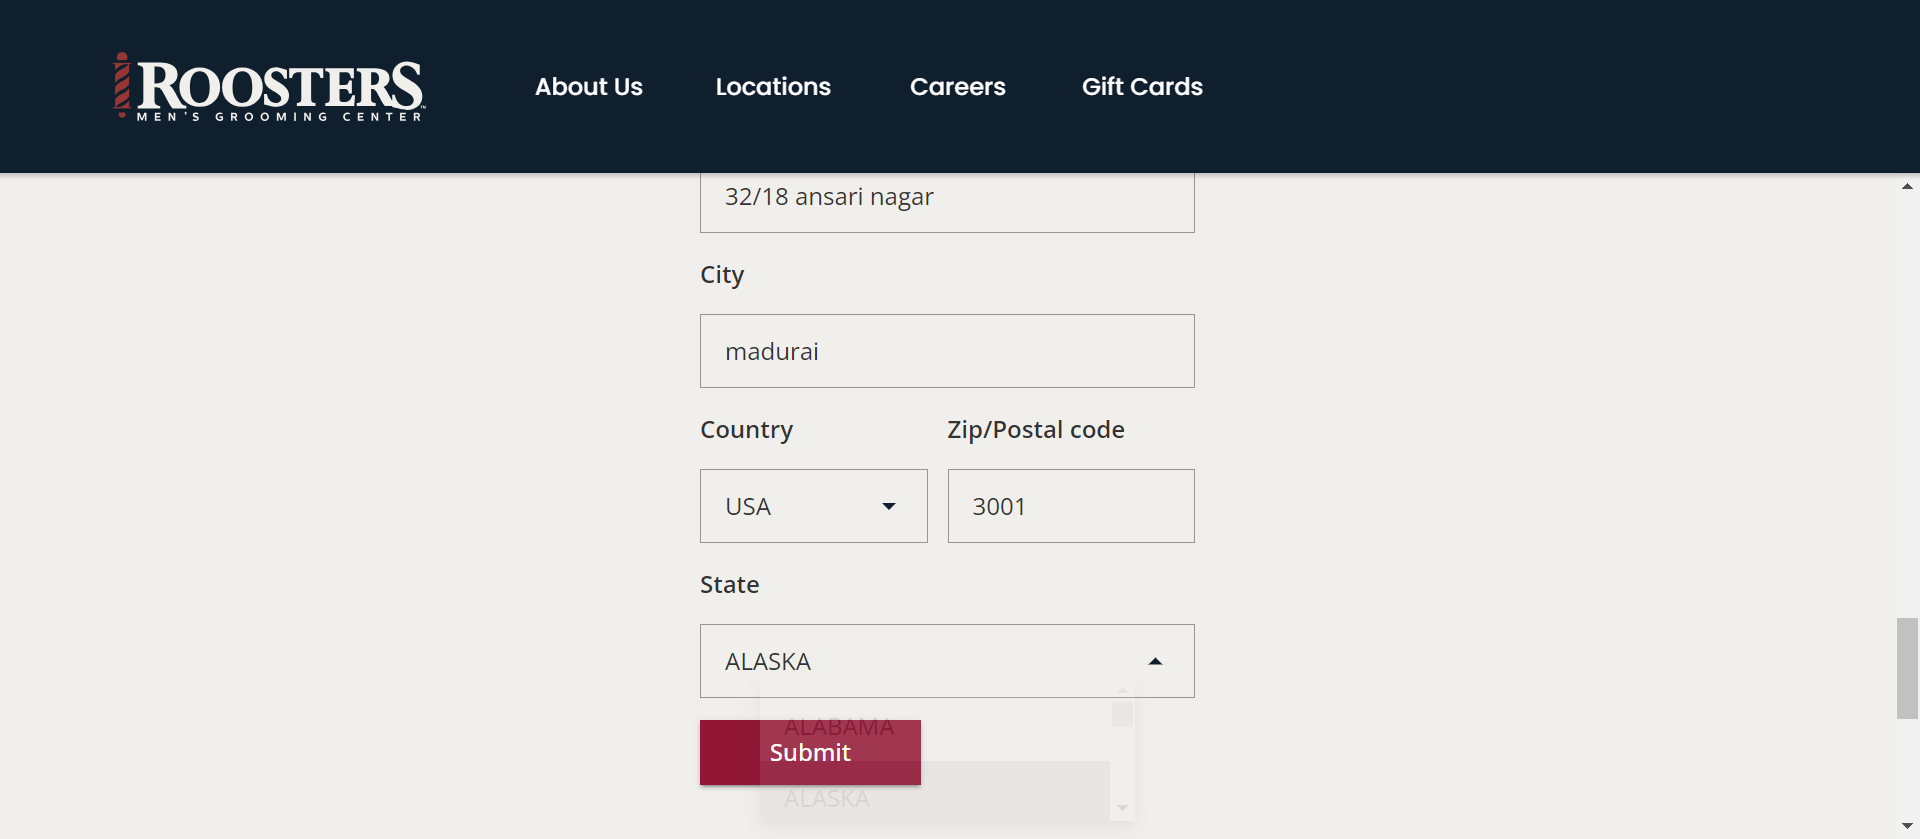 ROOSTERS™
MEN'S GROOMING CENTER
About Us
Locations
Careers
Gift Cards
32/18 ansari nagar
City
madurai
Country
Zip/Postal code
USA
3001
State
ALASKA
ALABAMA
Submit
ALASKA